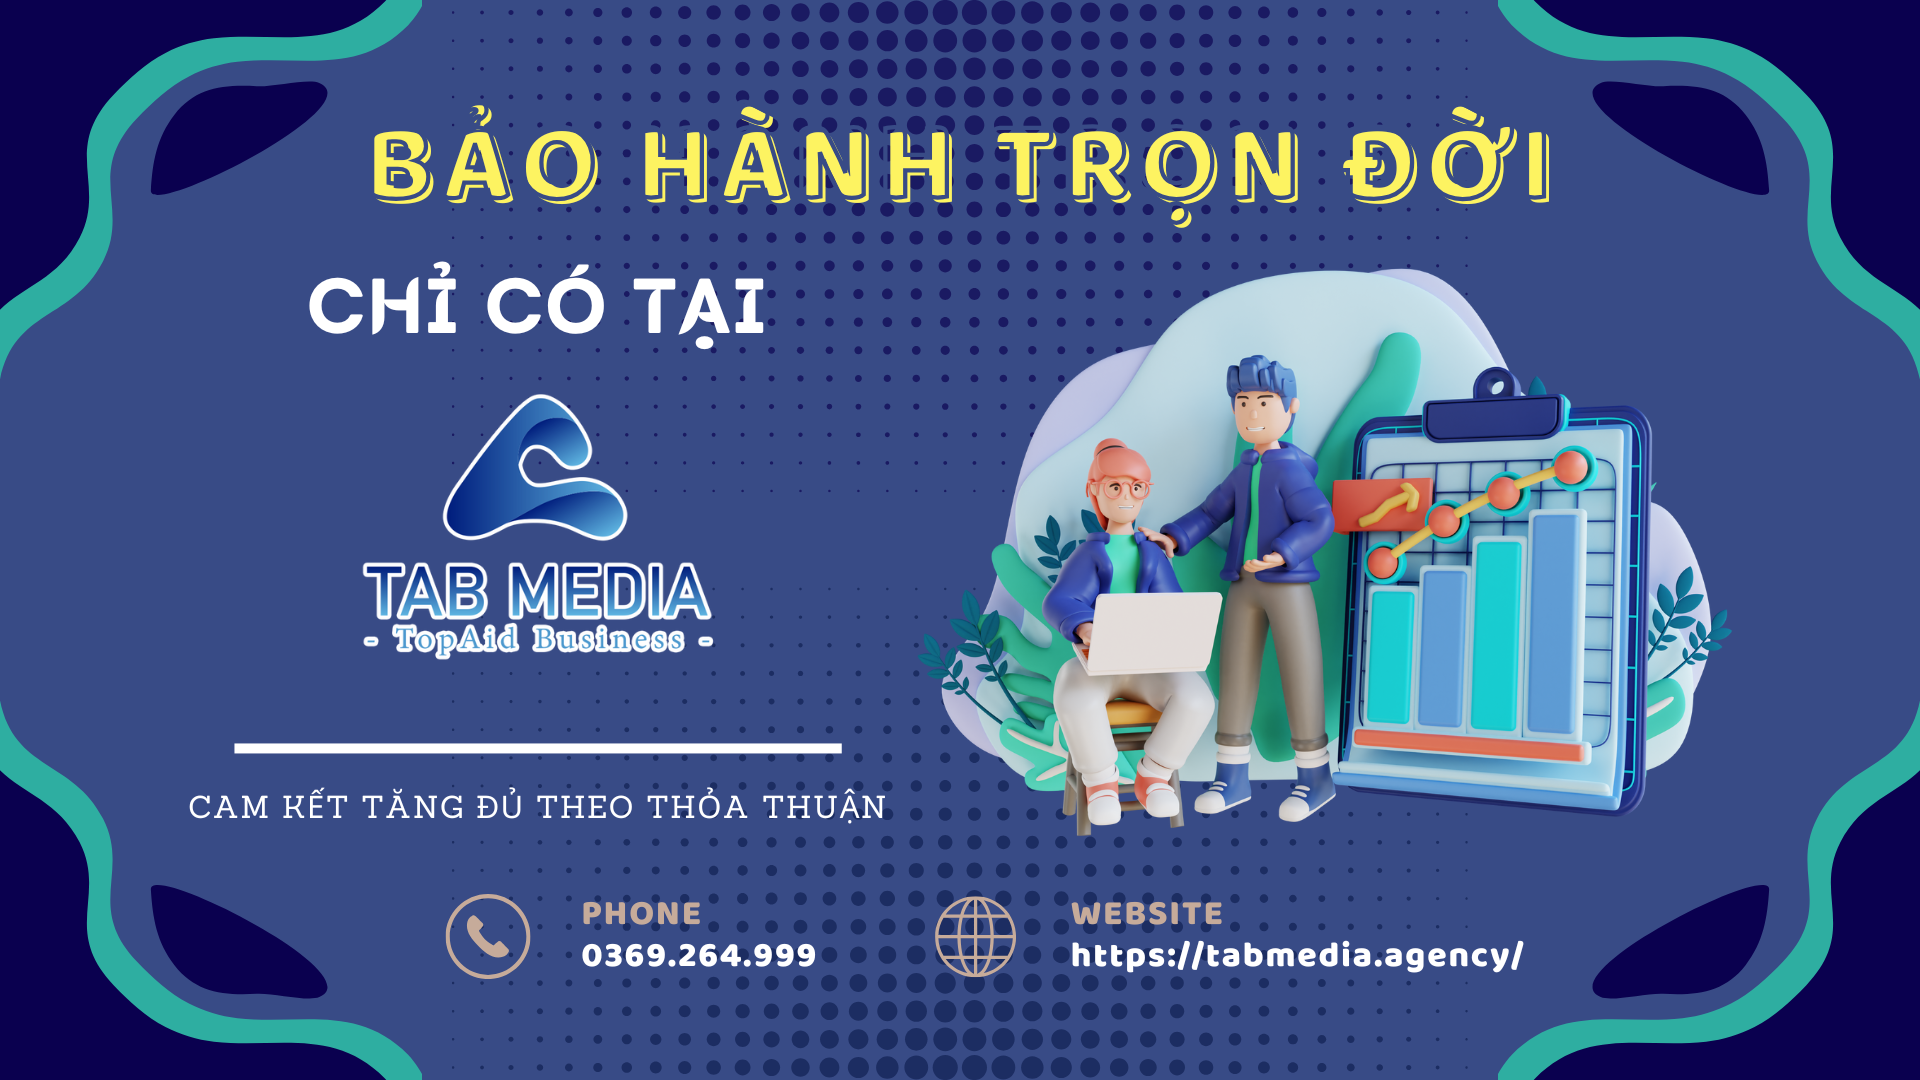 BẢO HÀNH TRỌN ĐỜI
CHỈ CÓ TẠI
TAB MEDIA
- TopAid Business -
CAM KẾT TĂNG ĐỦ THEO THỎA THUẬN
PHONE
0369.264.999
WEBSITE
https://tabmedia.agency/